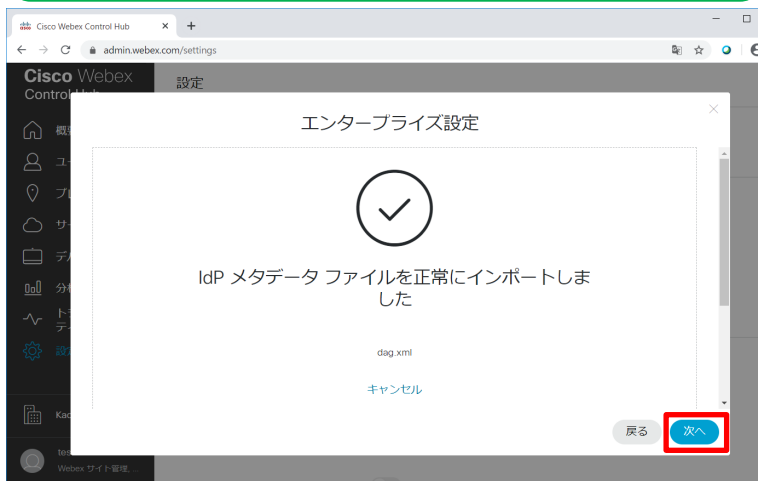 Cisco Webex Control Hub
admin.webex.com/settings
Cisco Webex
設定
エンタープライズ設定
IdP メタデータ ファイルを正常にインポートしま
した
dag.xml
キャンセル
戻る
次へ
Webex サイト管理, ...